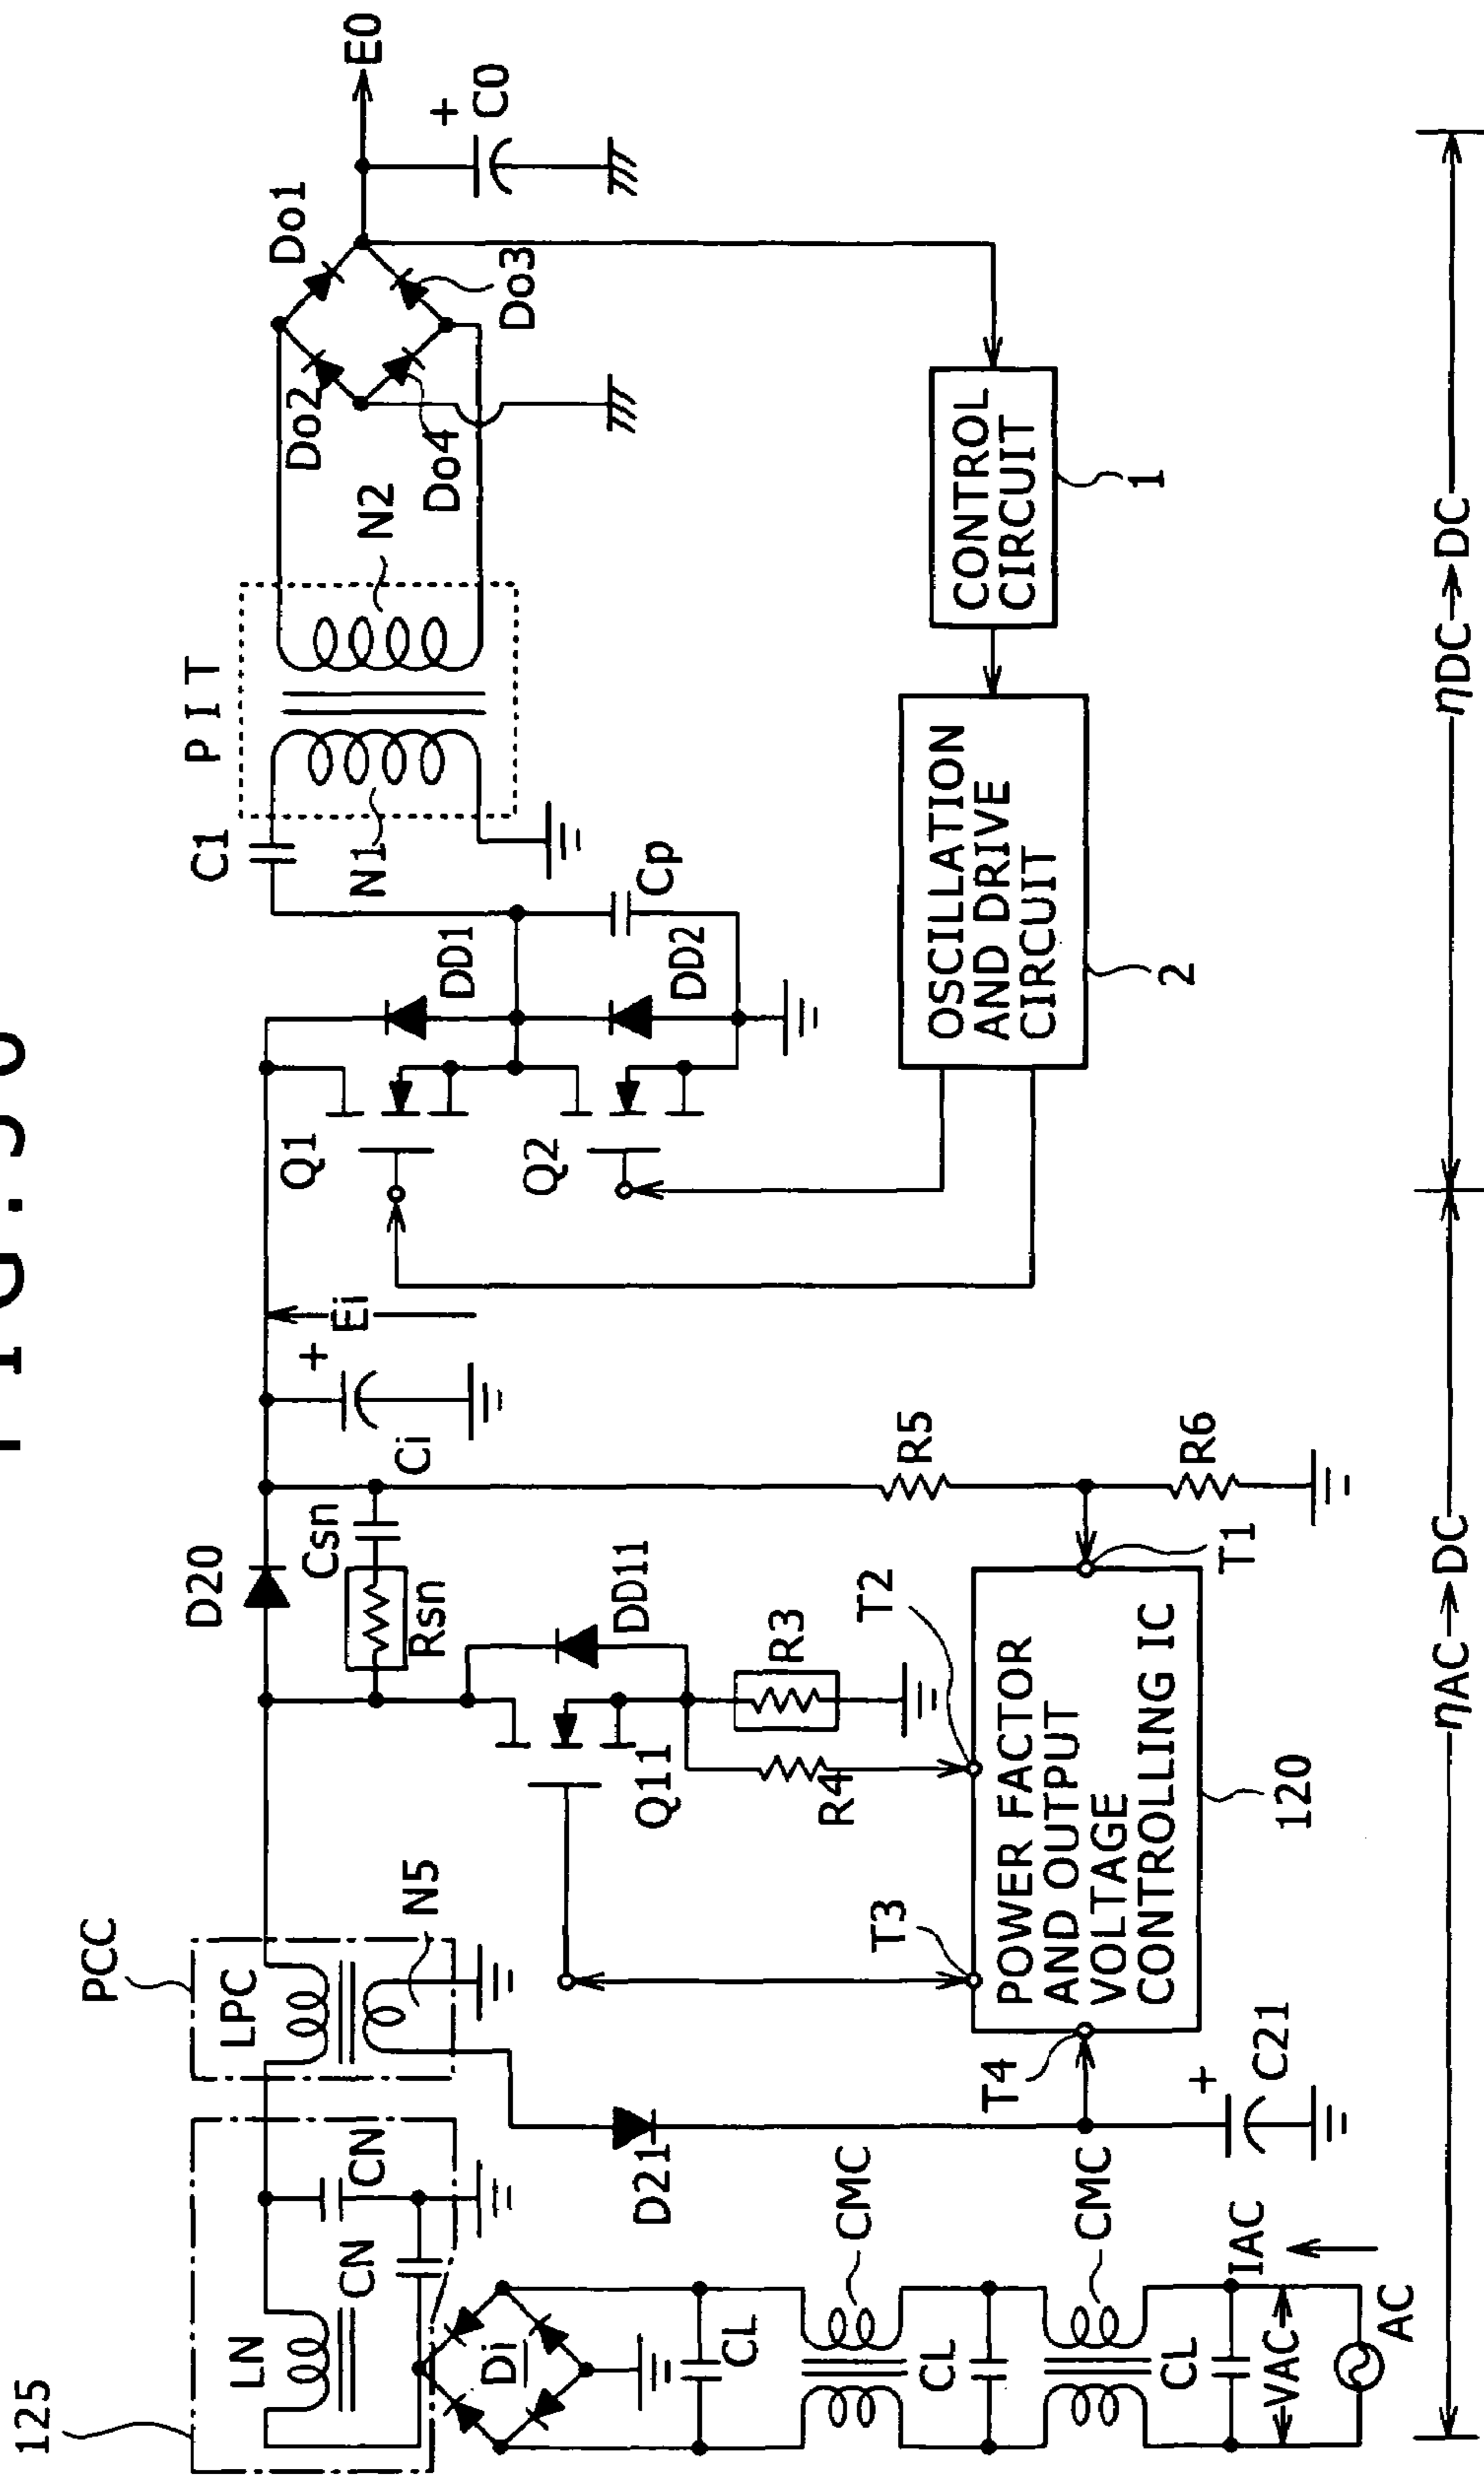 125
LN
CN
CN
PCC
LPC
N5
D20
Csn
Rsn
DD11
Q11
R3
R4
T2
T3
T4
T1
D21
C21
+
POWER FACTOR
AND OUTPUT
VOLTAGE
CONTROLLING IC
120
R5
R6
Ci
+
Ei
Q1
Q2
DD1
DD2
Cp
C1
N1
PIT
N2
Do1
Do2
Do3
Do4
E0
+
C0
CONTROL
CIRCUIT
1
OSCILLATION
AND DRIVE
CIRCUIT
2
Di
CL
CMC
CL
CMC
CL
VAC
IAC
AC
ηAC→DC
ηDC→DC